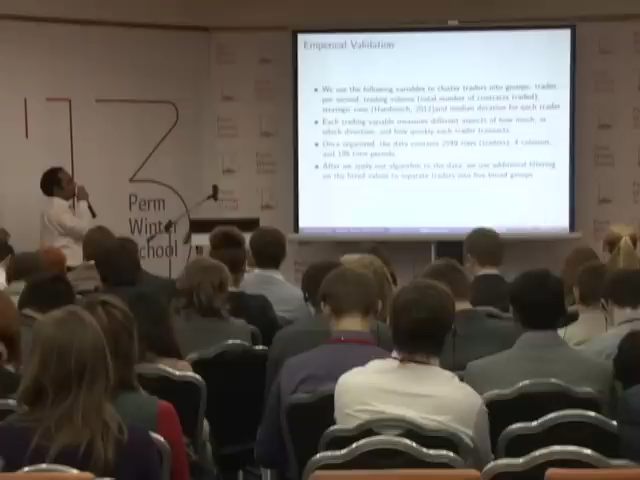 Empirical Validation
We use the following variables to cluster traders into groups: trades
per second, trading volume (total number of contracts traded),
strategic runs (Hasbrouck, 2011) and median duration for each trader
Each trading variable measures different aspects of how much, in
which direction, and how quickly each trader transacts
Once organized, the data contains 2090 rows (traders), 4 columns,
and 106 time periods
After we apply our algorithm to the data, we use additional filtering
on the fitted values to separate traders into five broad groups
Perm
Winter
School